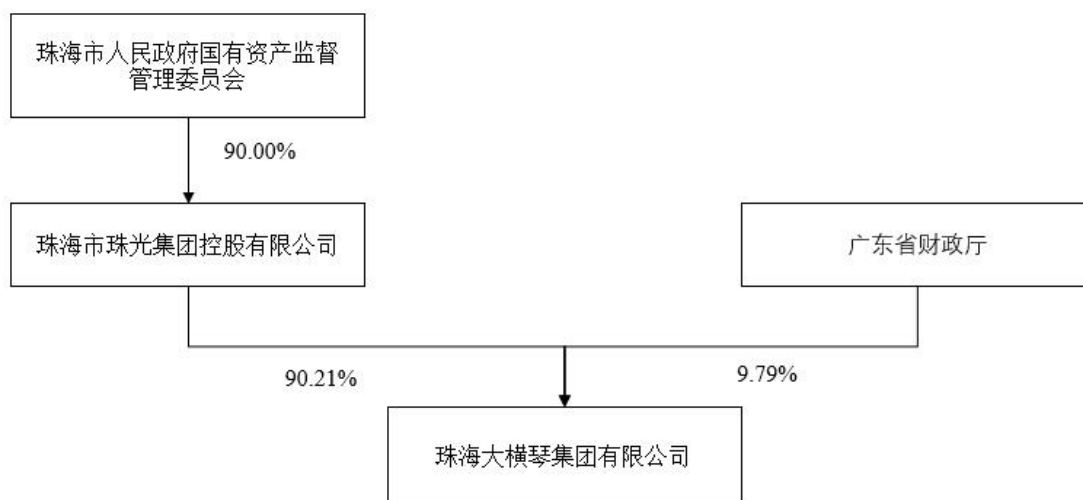 珠海市人民政府国有资产监督
管理委员会
90.00%
珠海市珠光集团控股有限公司
广东省财政厅
90.21%
9.79%
珠海大横琴集团有限公司